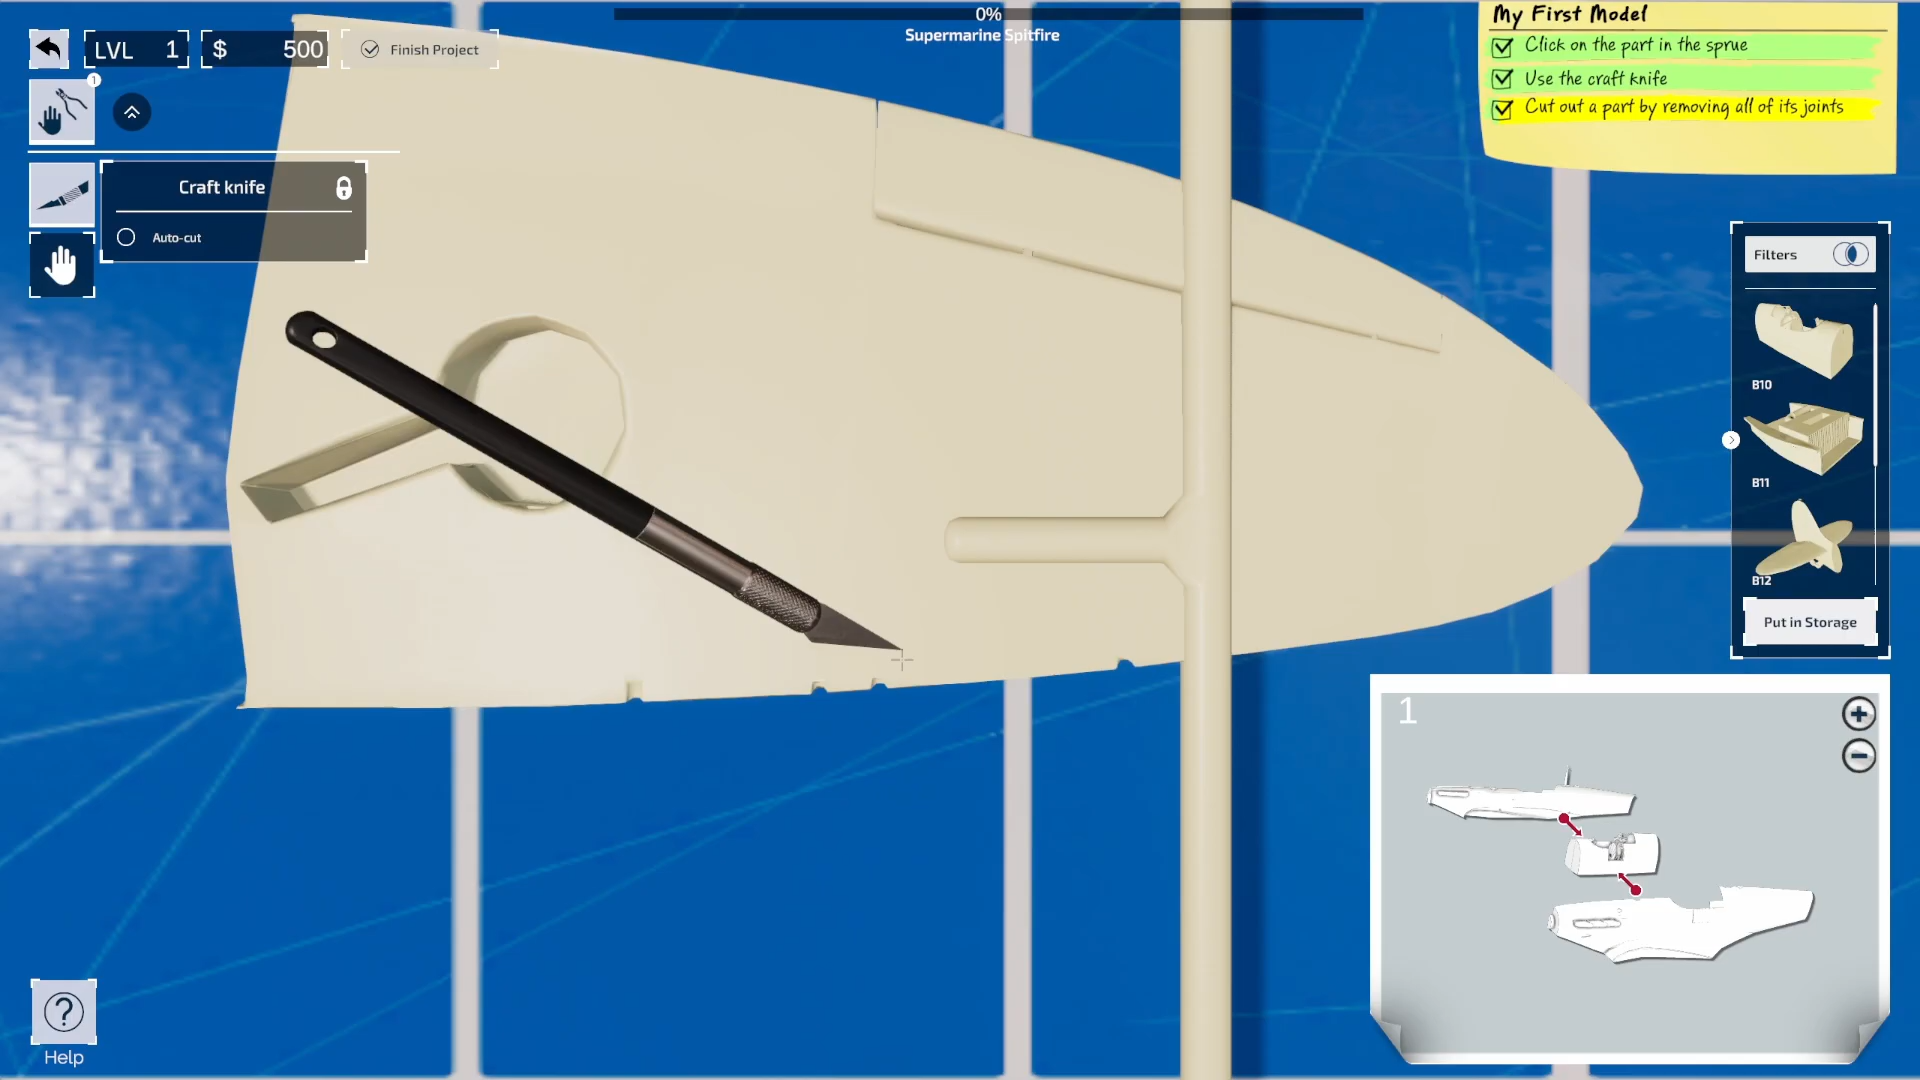 0%
Supermarine Spitfire
LVL 1
$ 500
Finish Project
1
Craft knife
Auto-cut
My First Model
Click on the part in the sprue
Use the craft knife
Cut out a part by removing all of its joints
Filters
B10
B11
B12
Put in Storage
1
?
Help